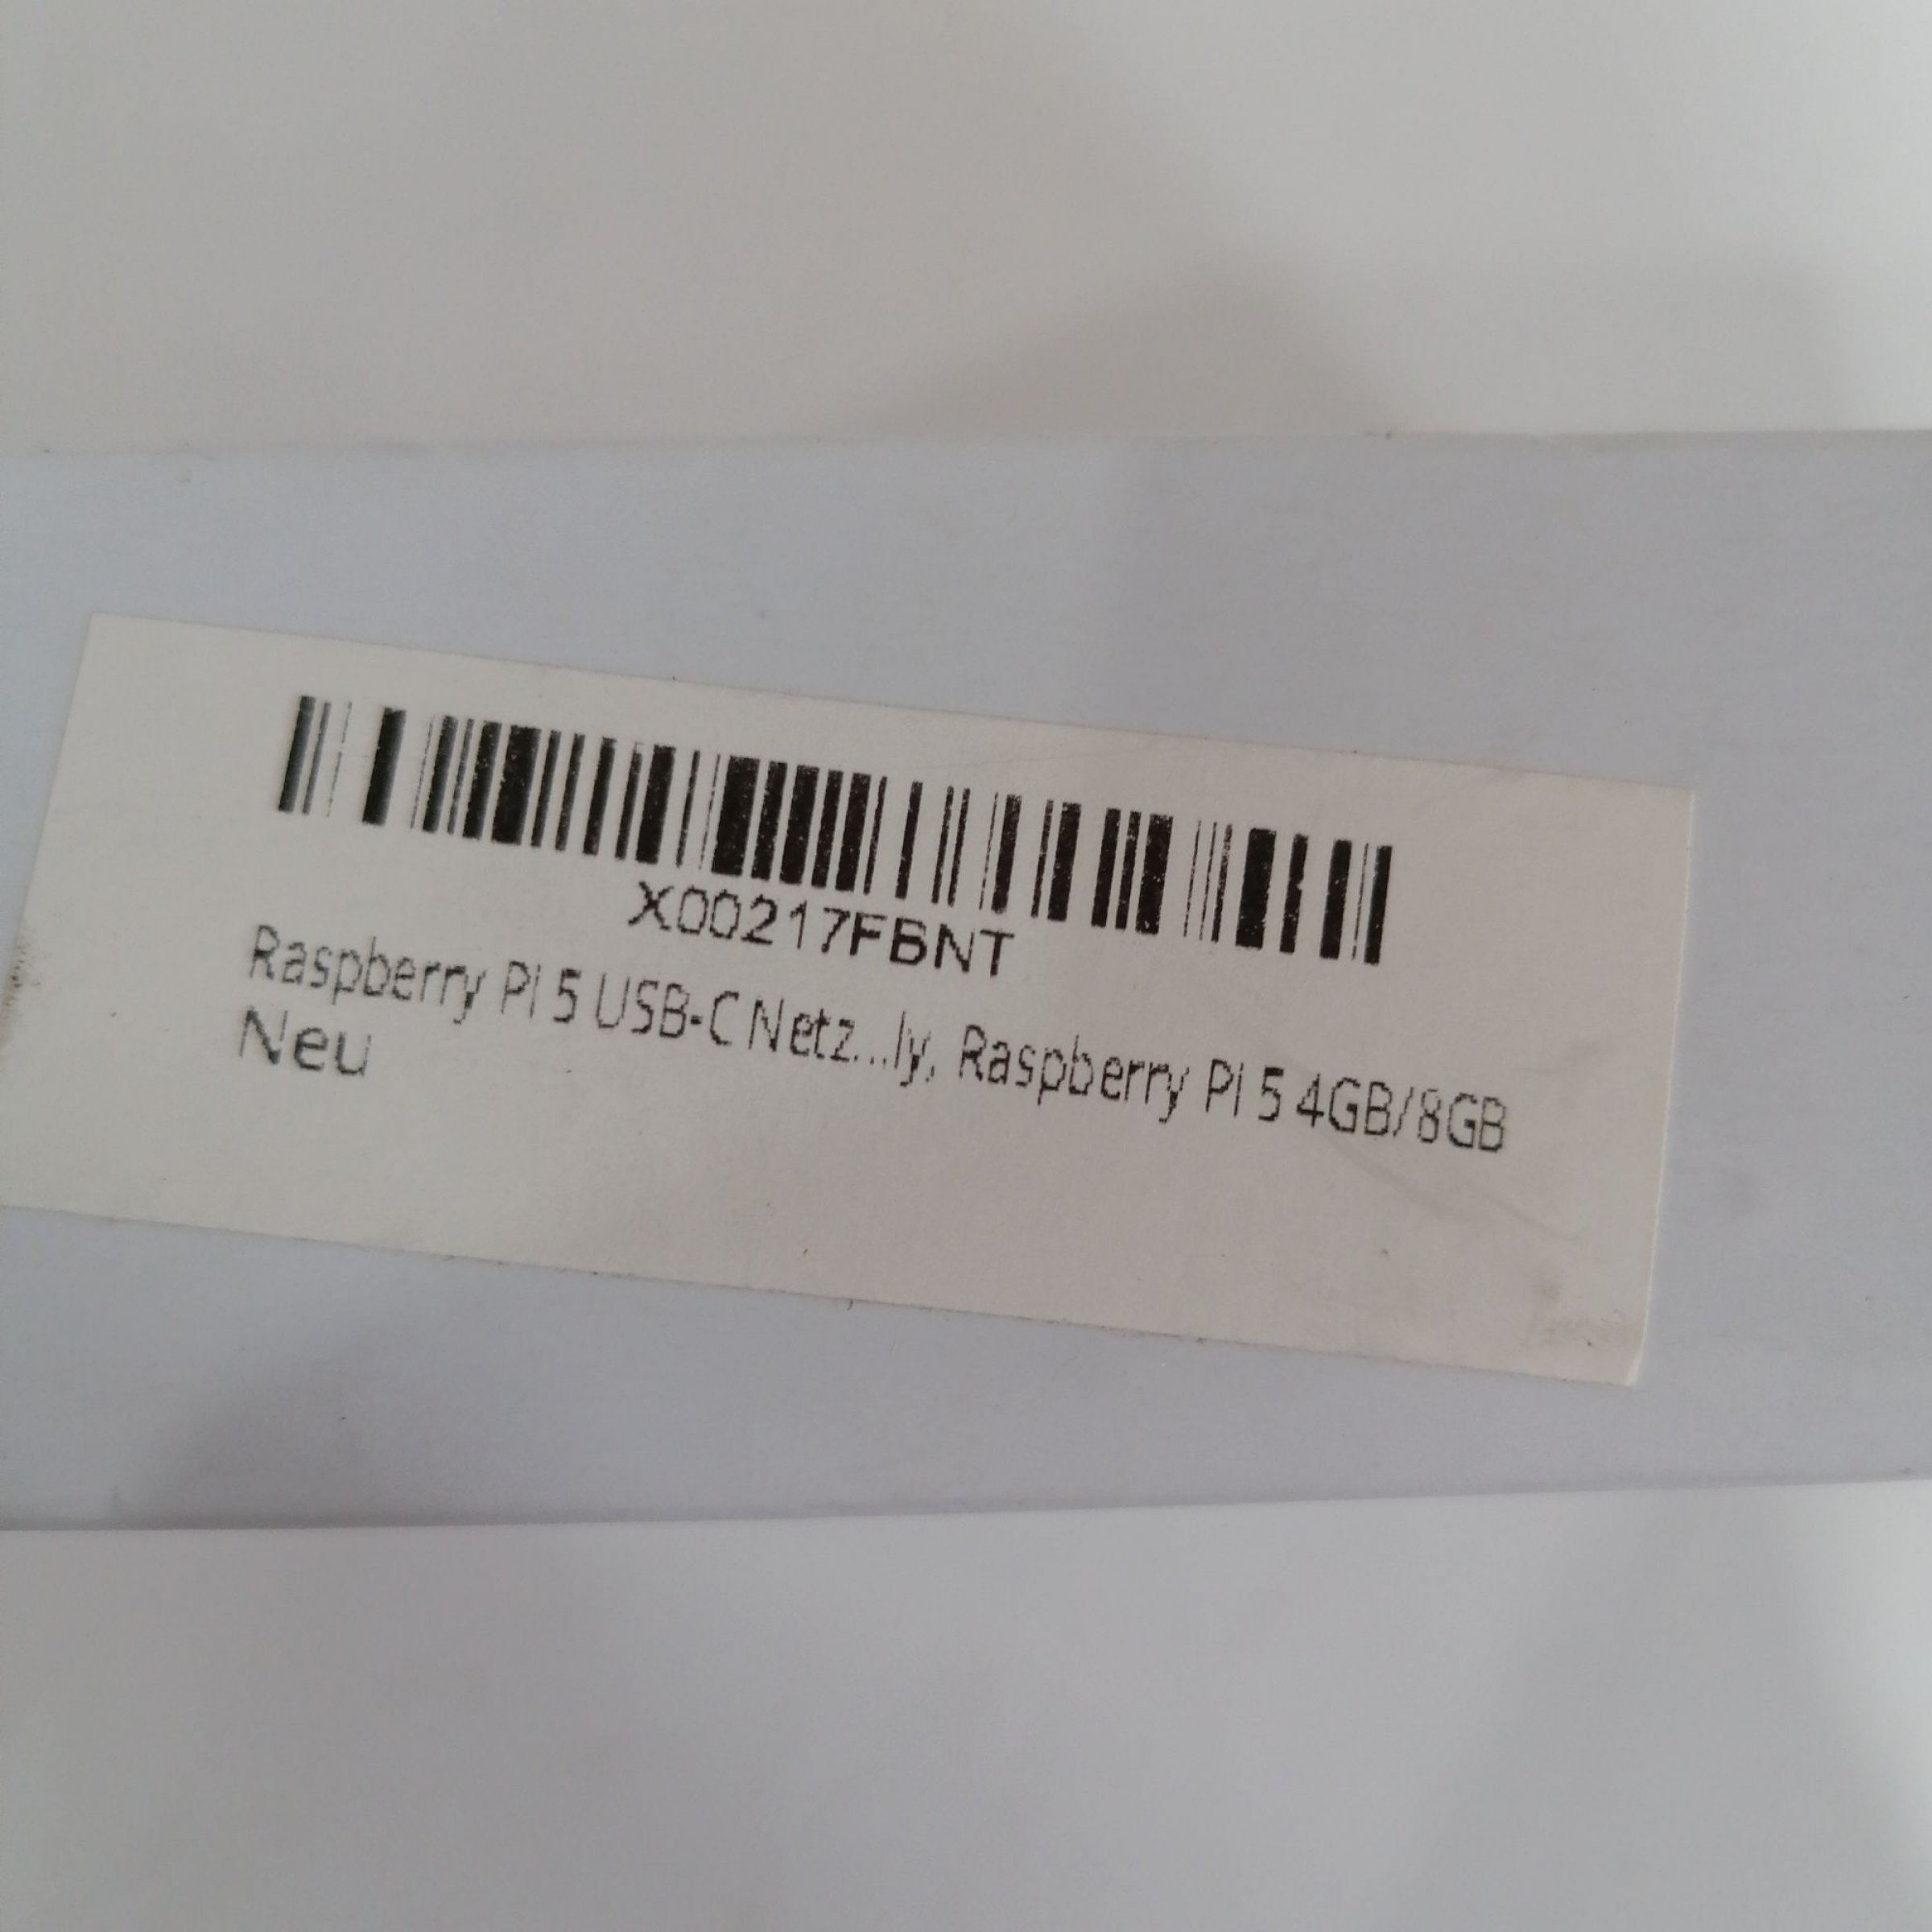 X00217FBNT
Raspberry Pi 5 USB-C Netz...ly, Raspberry Pi 5 4GB/8GB
Neu